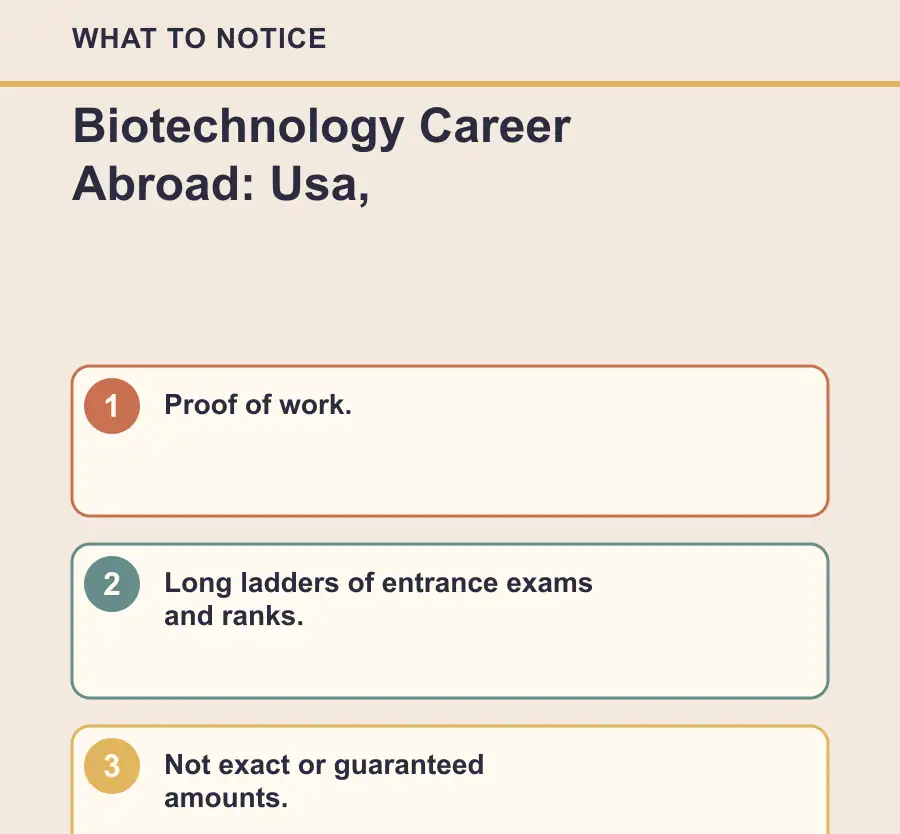 WHAT TO NOTICE
Biotechnology Career
Abroad: Usa,
1
Proof of work.
2
Long ladders of entrance exams
and ranks.
3
Not exact or guaranteed
amounts.